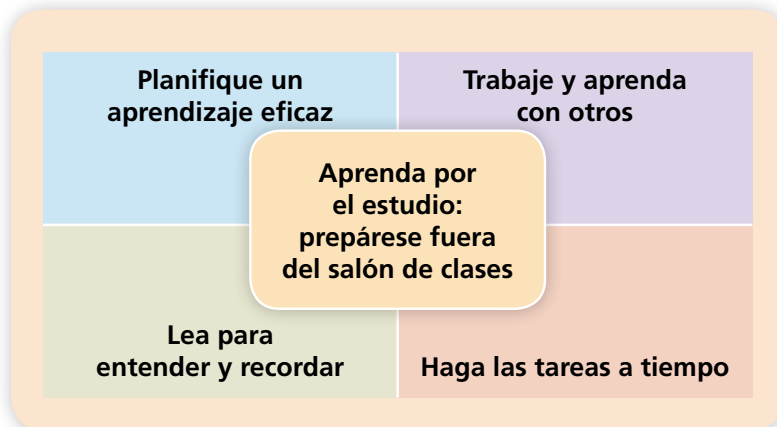 Planifique un
aprendizaje eficaz
Trabaje y aprenda
con otros
Aprenda por
el estudio:
prepárese fuera
del salón de clases
Lea para
entender y recordar
Haga las tareas a tiempo